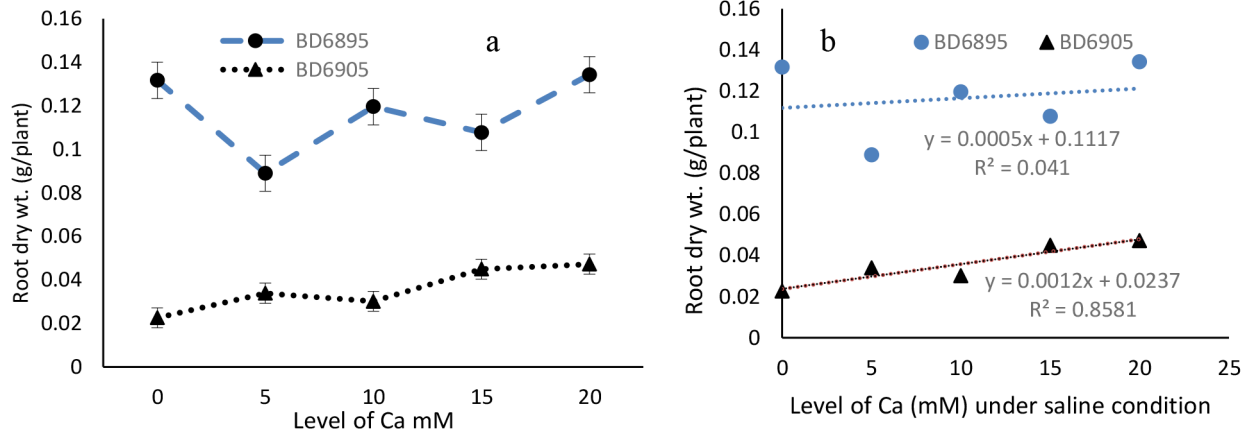 0.16
0.14
0.12
0.1
0.08
0.06
0.04
0.02
0
Root dry wt. (g/plant)
BD6895
BD6905
a
0 5 10 15 20
Level of Ca mM
0.16
0.14
0.12
0.1
0.08
0.06
0.04
0.02
0
Root dry wt. (g/plant)
b
BD6895 BD6905
y = 0.0005x + 0.1117
R² = 0.041
y = 0.0012x + 0.0237
R² = 0.8581
0 5 10 15 20 25
Level of Ca (mM) under saline condition